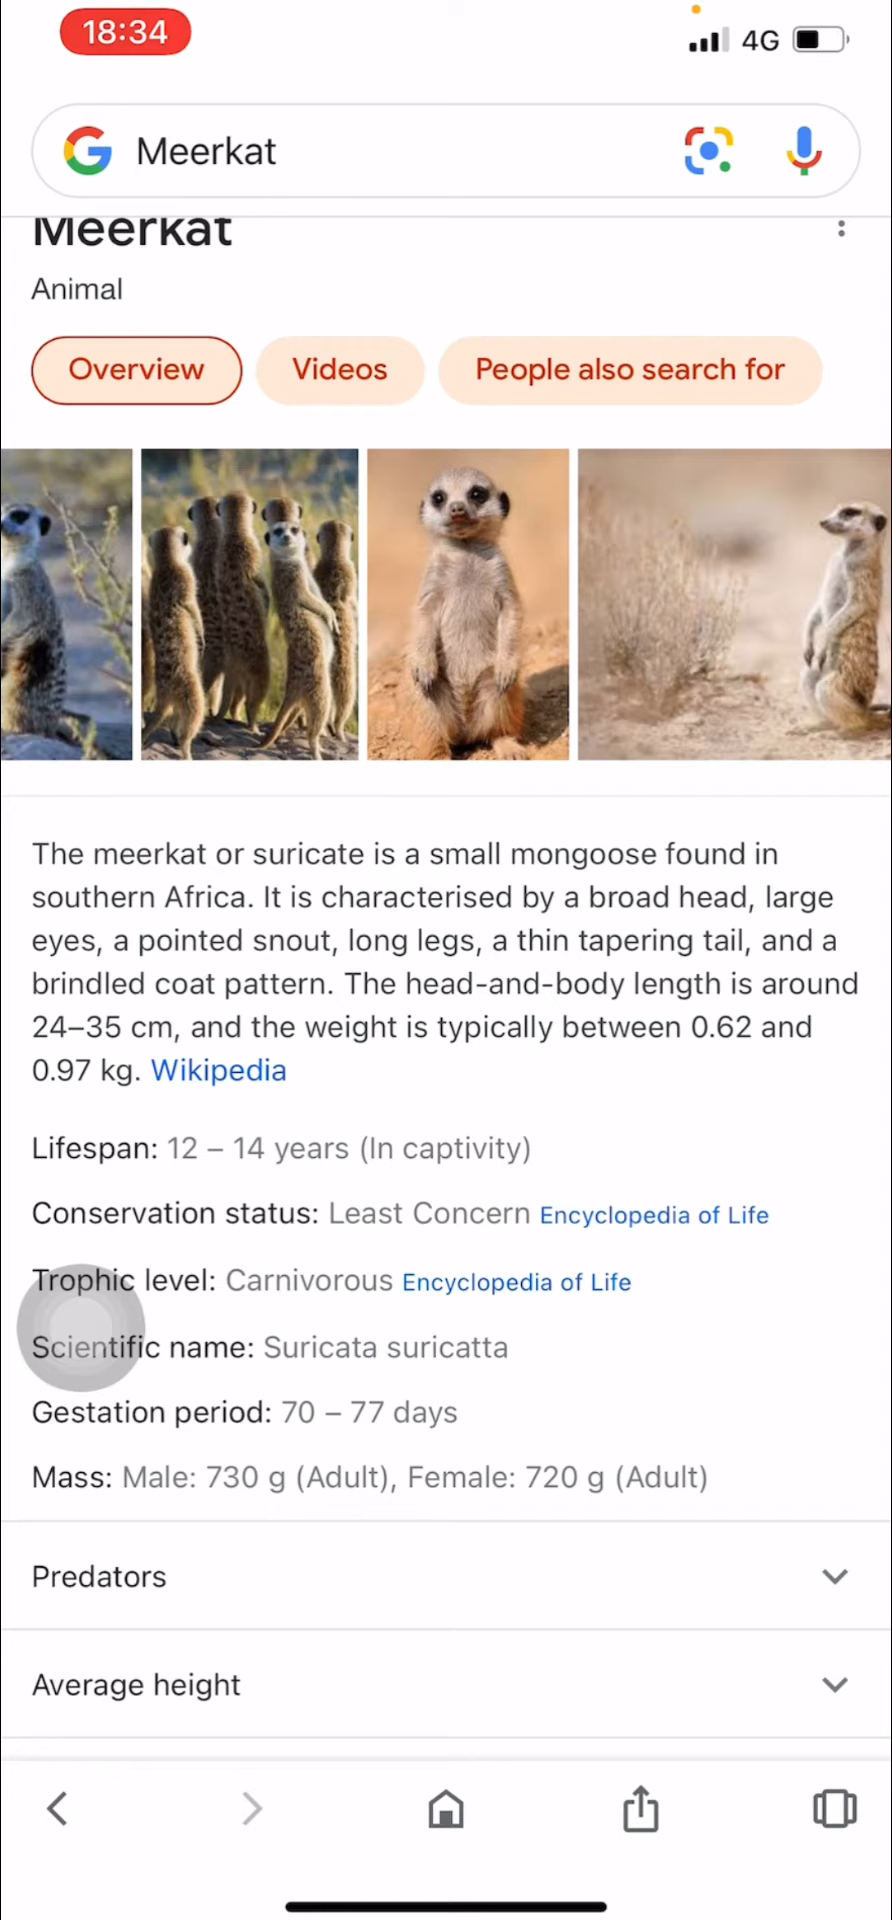 18:34
4G
Meerkat
Meerkat
Animal
Overview
Videos
People also search for
The meerkat or suricate is a small mongoose found in
southern Africa. It is characterised by a broad head, large
eyes, a pointed snout, long legs, a thin tapering tail, and a
brindled coat pattern. The head-and-body length is around
24–35 cm, and the weight is typically between 0.62 and
0.97 kg. Wikipedia
Lifespan: 12 – 14 years (In captivity)
Conservation status: Least Concern Encyclopedia of Life
Trophic level: Carnivorous Encyclopedia of Life
Scientific name: Suricata suricatta
Gestation period: 70 – 77 days
Mass: Male: 730 g (Adult), Female: 720 g (Adult)
Predators
Average height